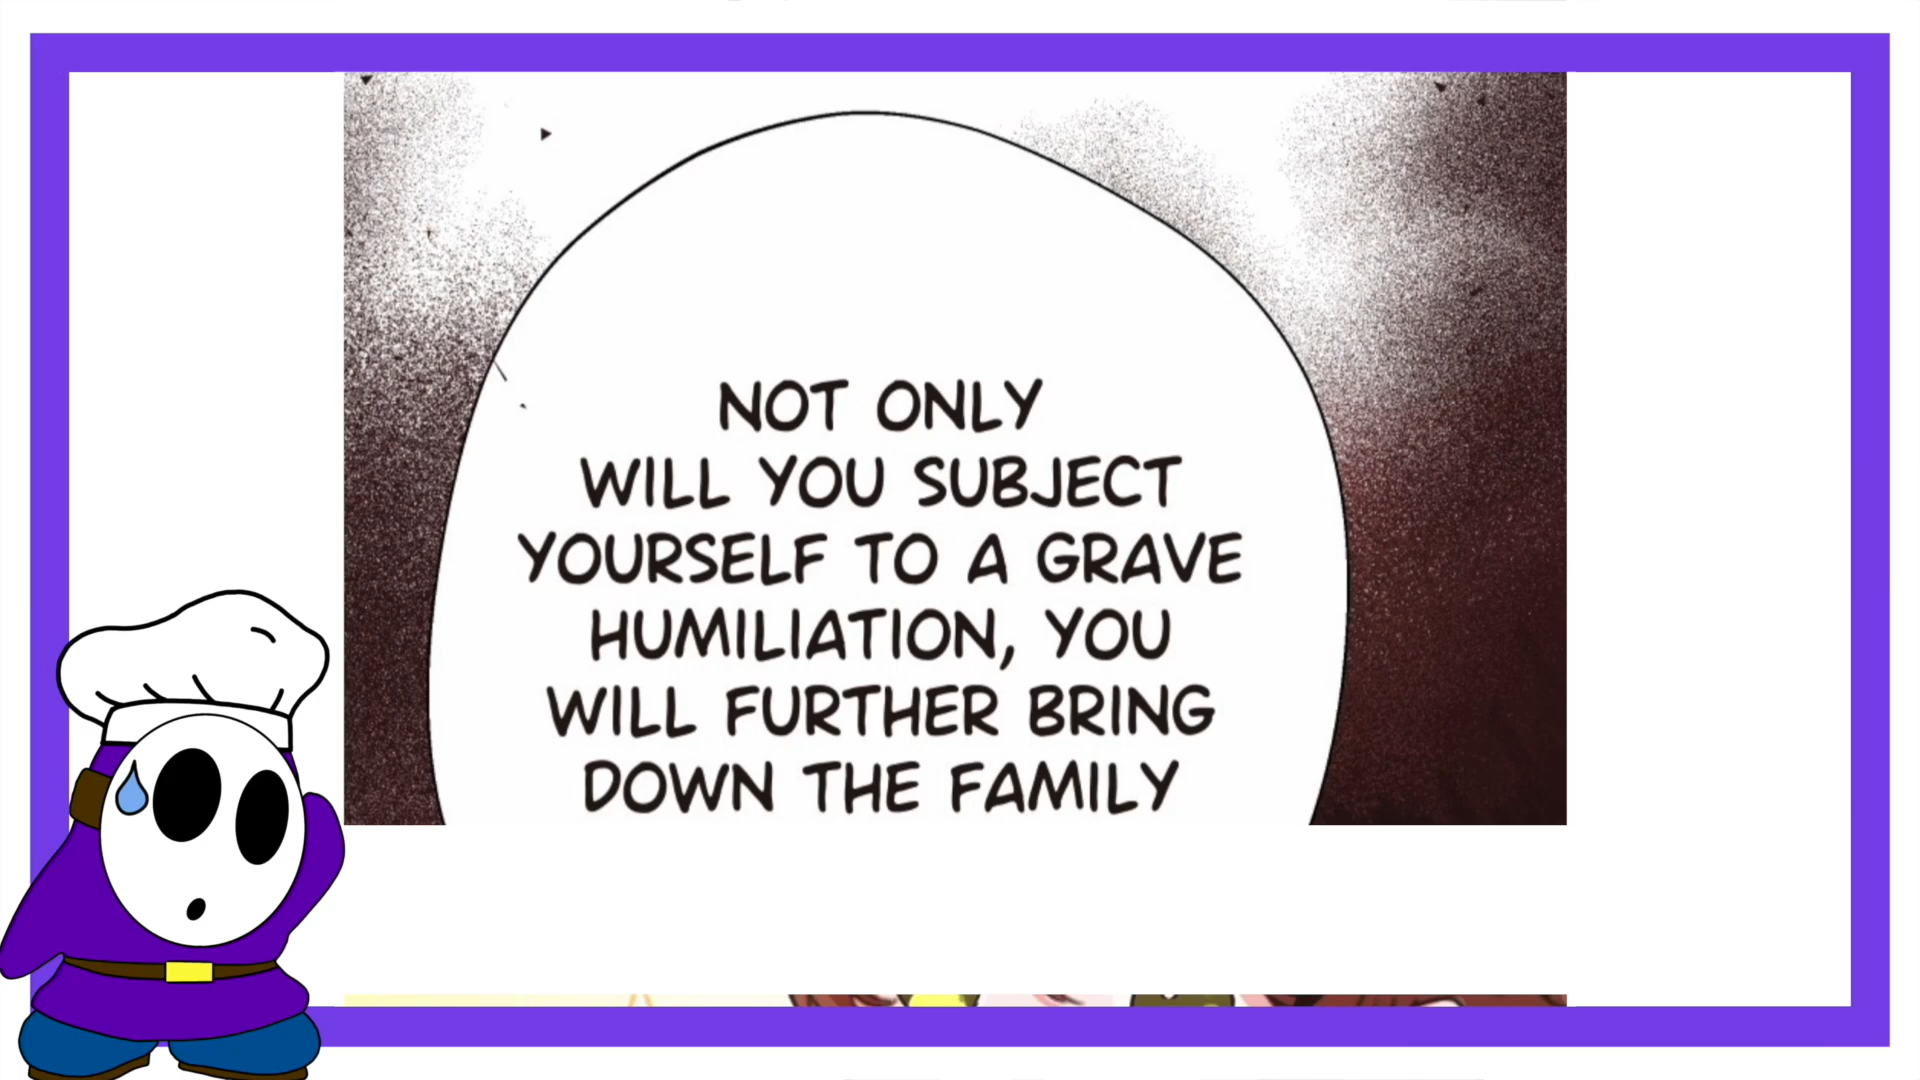 NOT ONLY
WILL YOU SUBJECT
YOURSELF TO A GRAVE
HUMILIATION, YOU
WILL FURTHER BRING
DOWN THE FAMILY